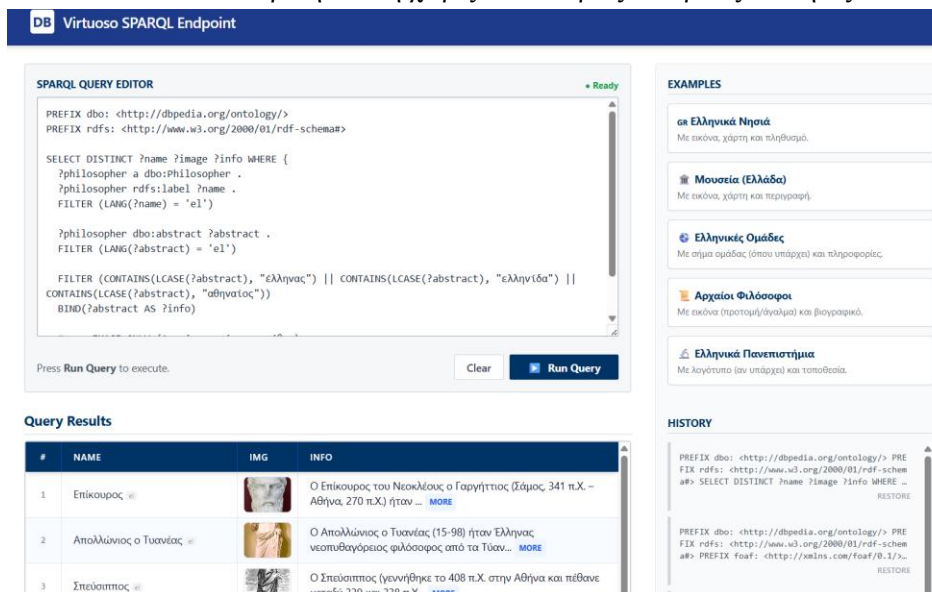 DB Virtuoso SPARQL Endpoint
SPARQL QUERY EDITOR
• Ready
PREFIX dbo: <http://dbpedia.org/ontology/>
PREFIX rdfs: <http://www.w3.org/2000/01/rdf-schema#>
SELECT DISTINCT ?name ?image ?info WHERE {
?philosopher a dbo:Philosopher .
?philosopher rdfs:label ?name .
FILTER (LANG(?name) = 'el')
?philosopher dbo:abstract ?abstract .
FILTER (LANG(?abstract) = 'el')
FILTER (CONTAINS(LCASE(?abstract), "έλληνας") || CONTAINS(LCASE(?abstract), "ελληνίδα") ||
CONTAINS(LCASE(?abstract), "αθηναίος"))
BIND(?abstract AS ?info)
Press Run Query to execute.
Clear
Run Query
Query Results
# NAME IMG INFO
1 Επίκουρος el Ο Επίκουρος του Νεοκλέους ο Γαργήττιος (Σάμος, 341 π.Χ. –
Αθήνα, 270 π.Χ.) ήταν ... MORE
2 Απολλώνιος ο Τυανέας el Ο Απολλώνιος ο Τυανέας (15-98) ήταν Έλληνας
νεοπυθαγόρειος φιλόσοφος από τα Τύαν... MORE
3 Σπεύσιππος el Ο Σπεύσιππος (γεννήθηκε το 408 π.Χ. στην Αθήνα και πέθανε
EXAMPLES
GR Ελληνικά Νησιά
Με εικόνα, χάρτη και πληθυσμό.
Μουσεία (Ελλάδα)
Με εικόνα, χάρτη και περιγραφή.
Ελληνικές Ομάδες
Με σήμα ομάδας (όπου υπάρχει) και πληροφορίες.
Αρχαίοι Φιλόσοφοι
Με εικόνα (προτομή/άγαλμα) και βιογραφικό.
Ελληνικά Πανεπιστήμια
Με λογότυπο (αν υπάρχει) και τοποθεσία.
HISTORY
PREFIX dbo: <http://dbpedia.org/ontology/> PRE
FIX rdfs: <http://www.w3.org/2000/01/rdf-schem
a#> SELECT DISTINCT ?name ?image ?info WHERE …
RESTORE
PREFIX dbo: <http://dbpedia.org/ontology/> PRE
FIX rdfs: <http://www.w3.org/2000/01/rdf-schem
a#> PREFIX foaf: <http://xmlns.com/foaf/0.1/>…
RESTORE